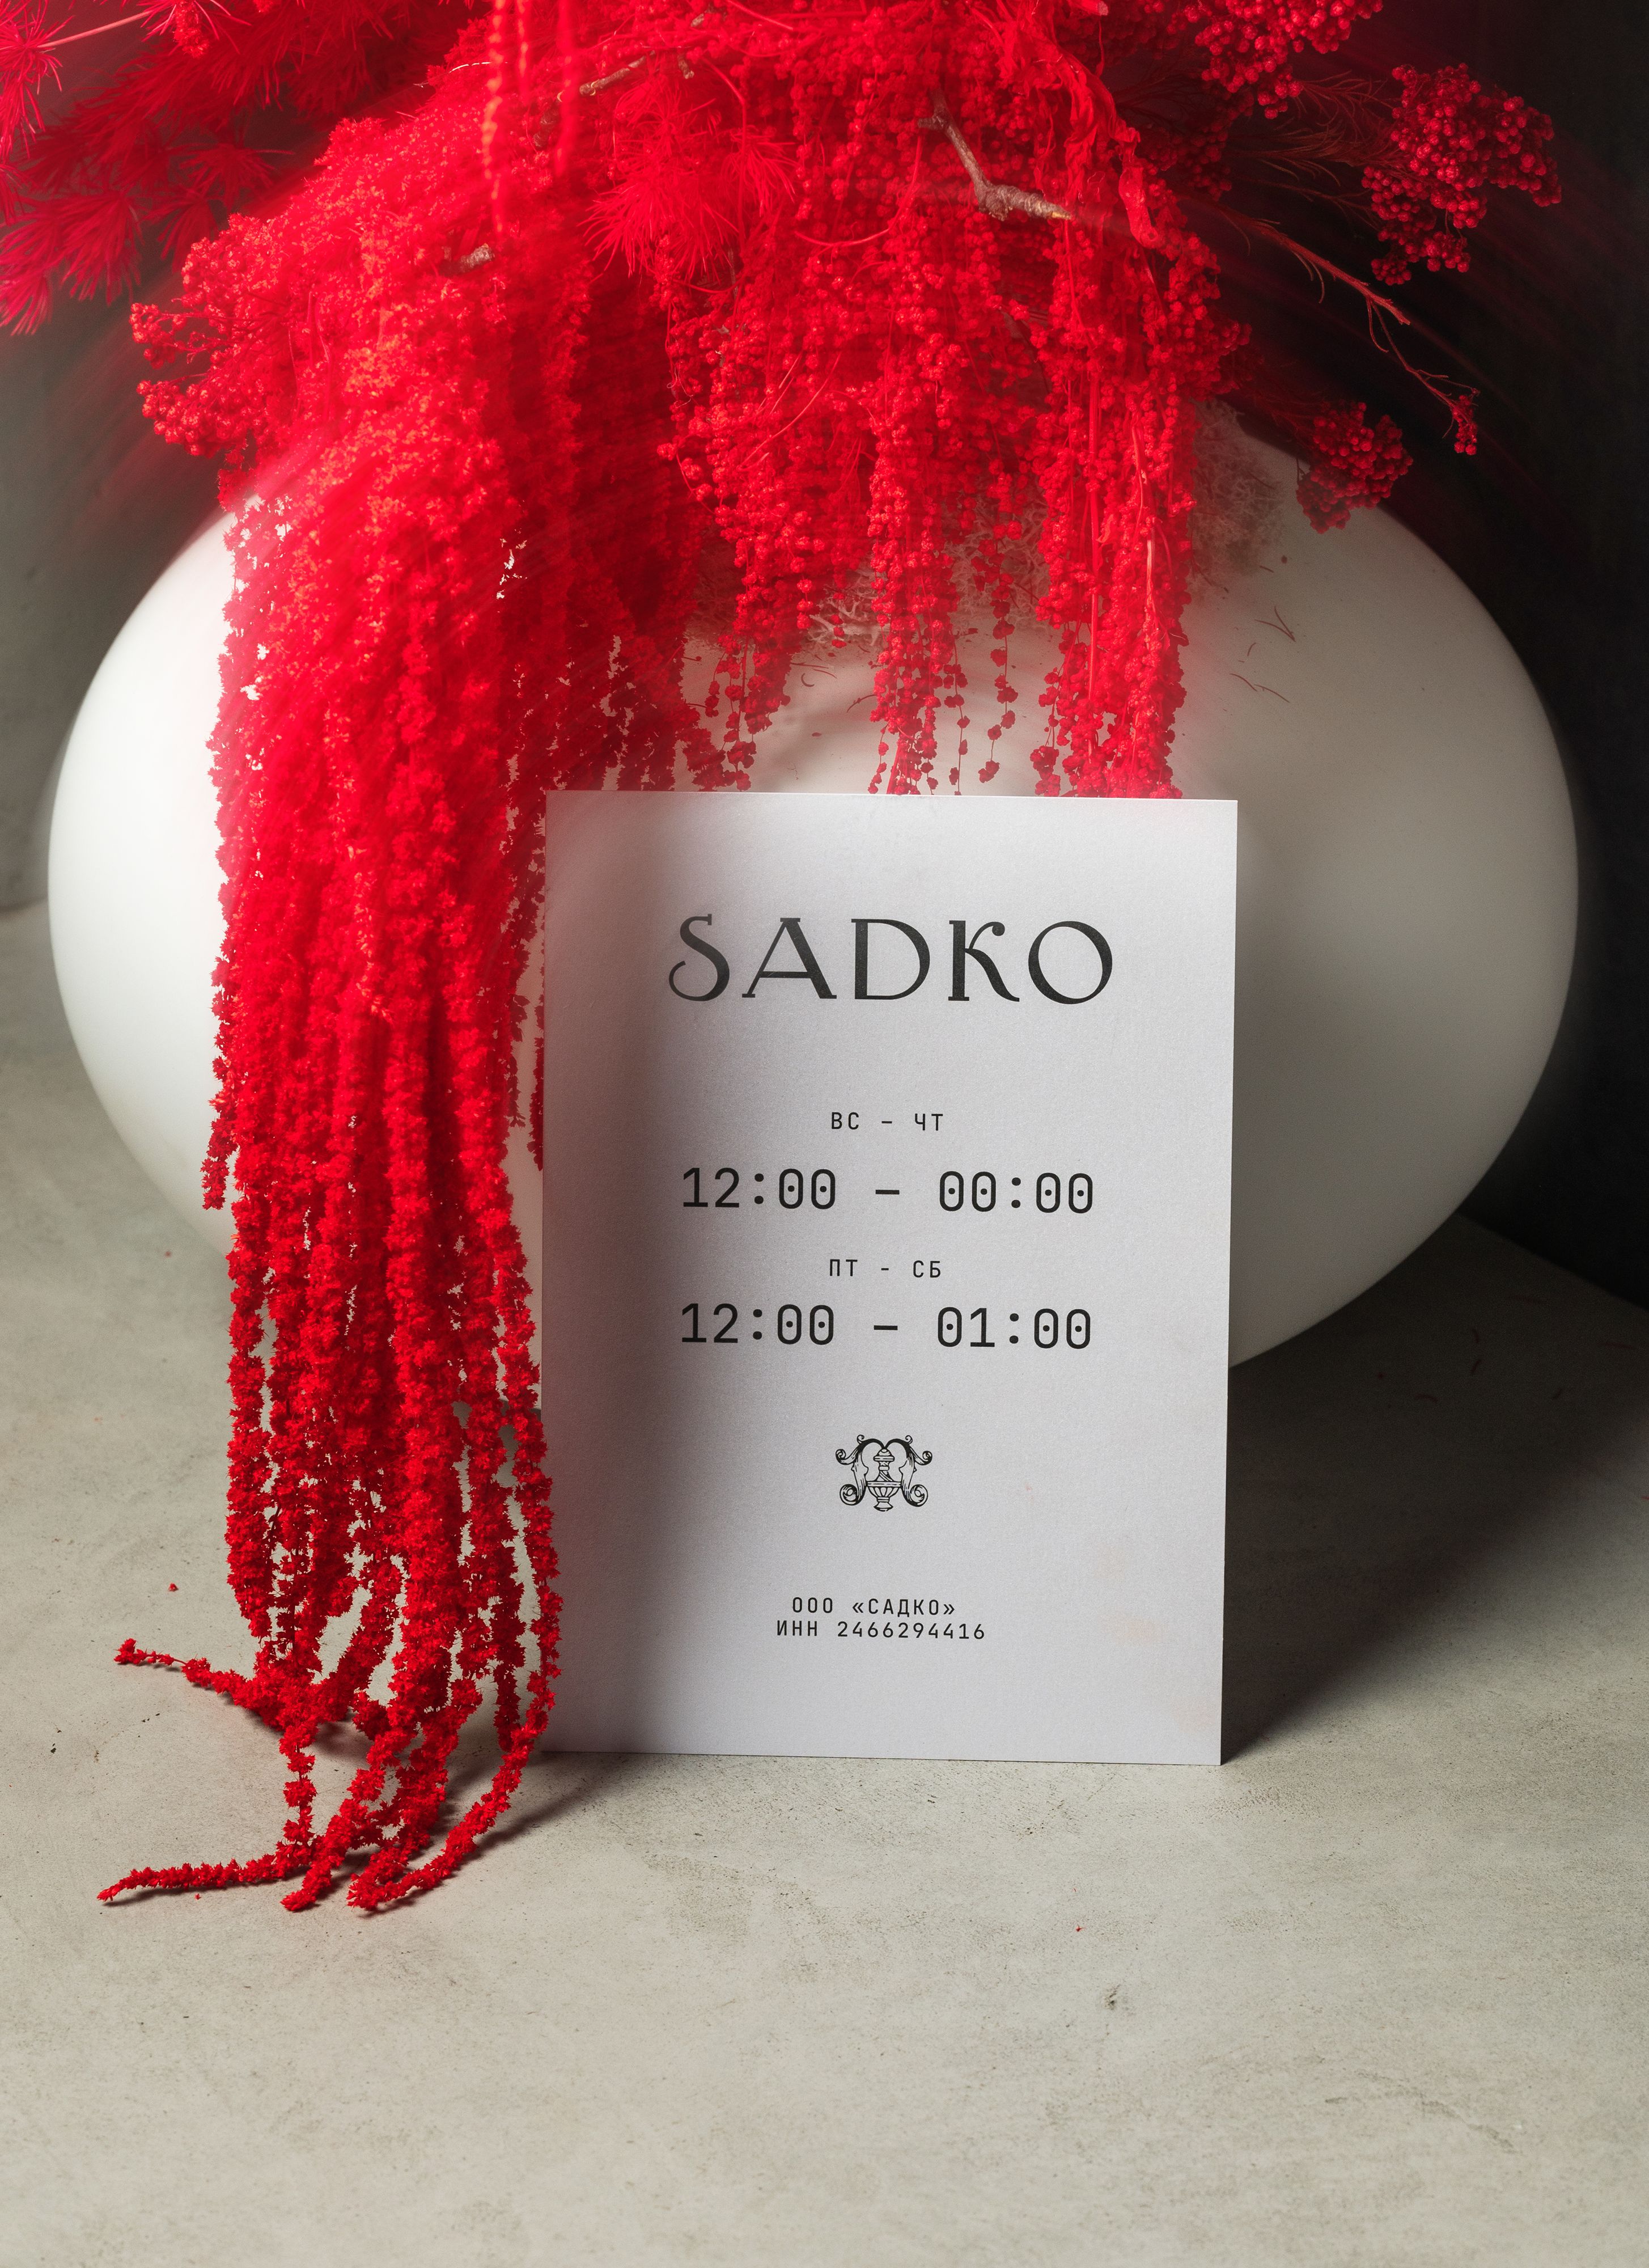 SADKO
ВС – ЧТ
12:00 – 00:00
ПТ - СБ
12:00 – 01:00
ООО «САДКО»
ИНН 2466294416